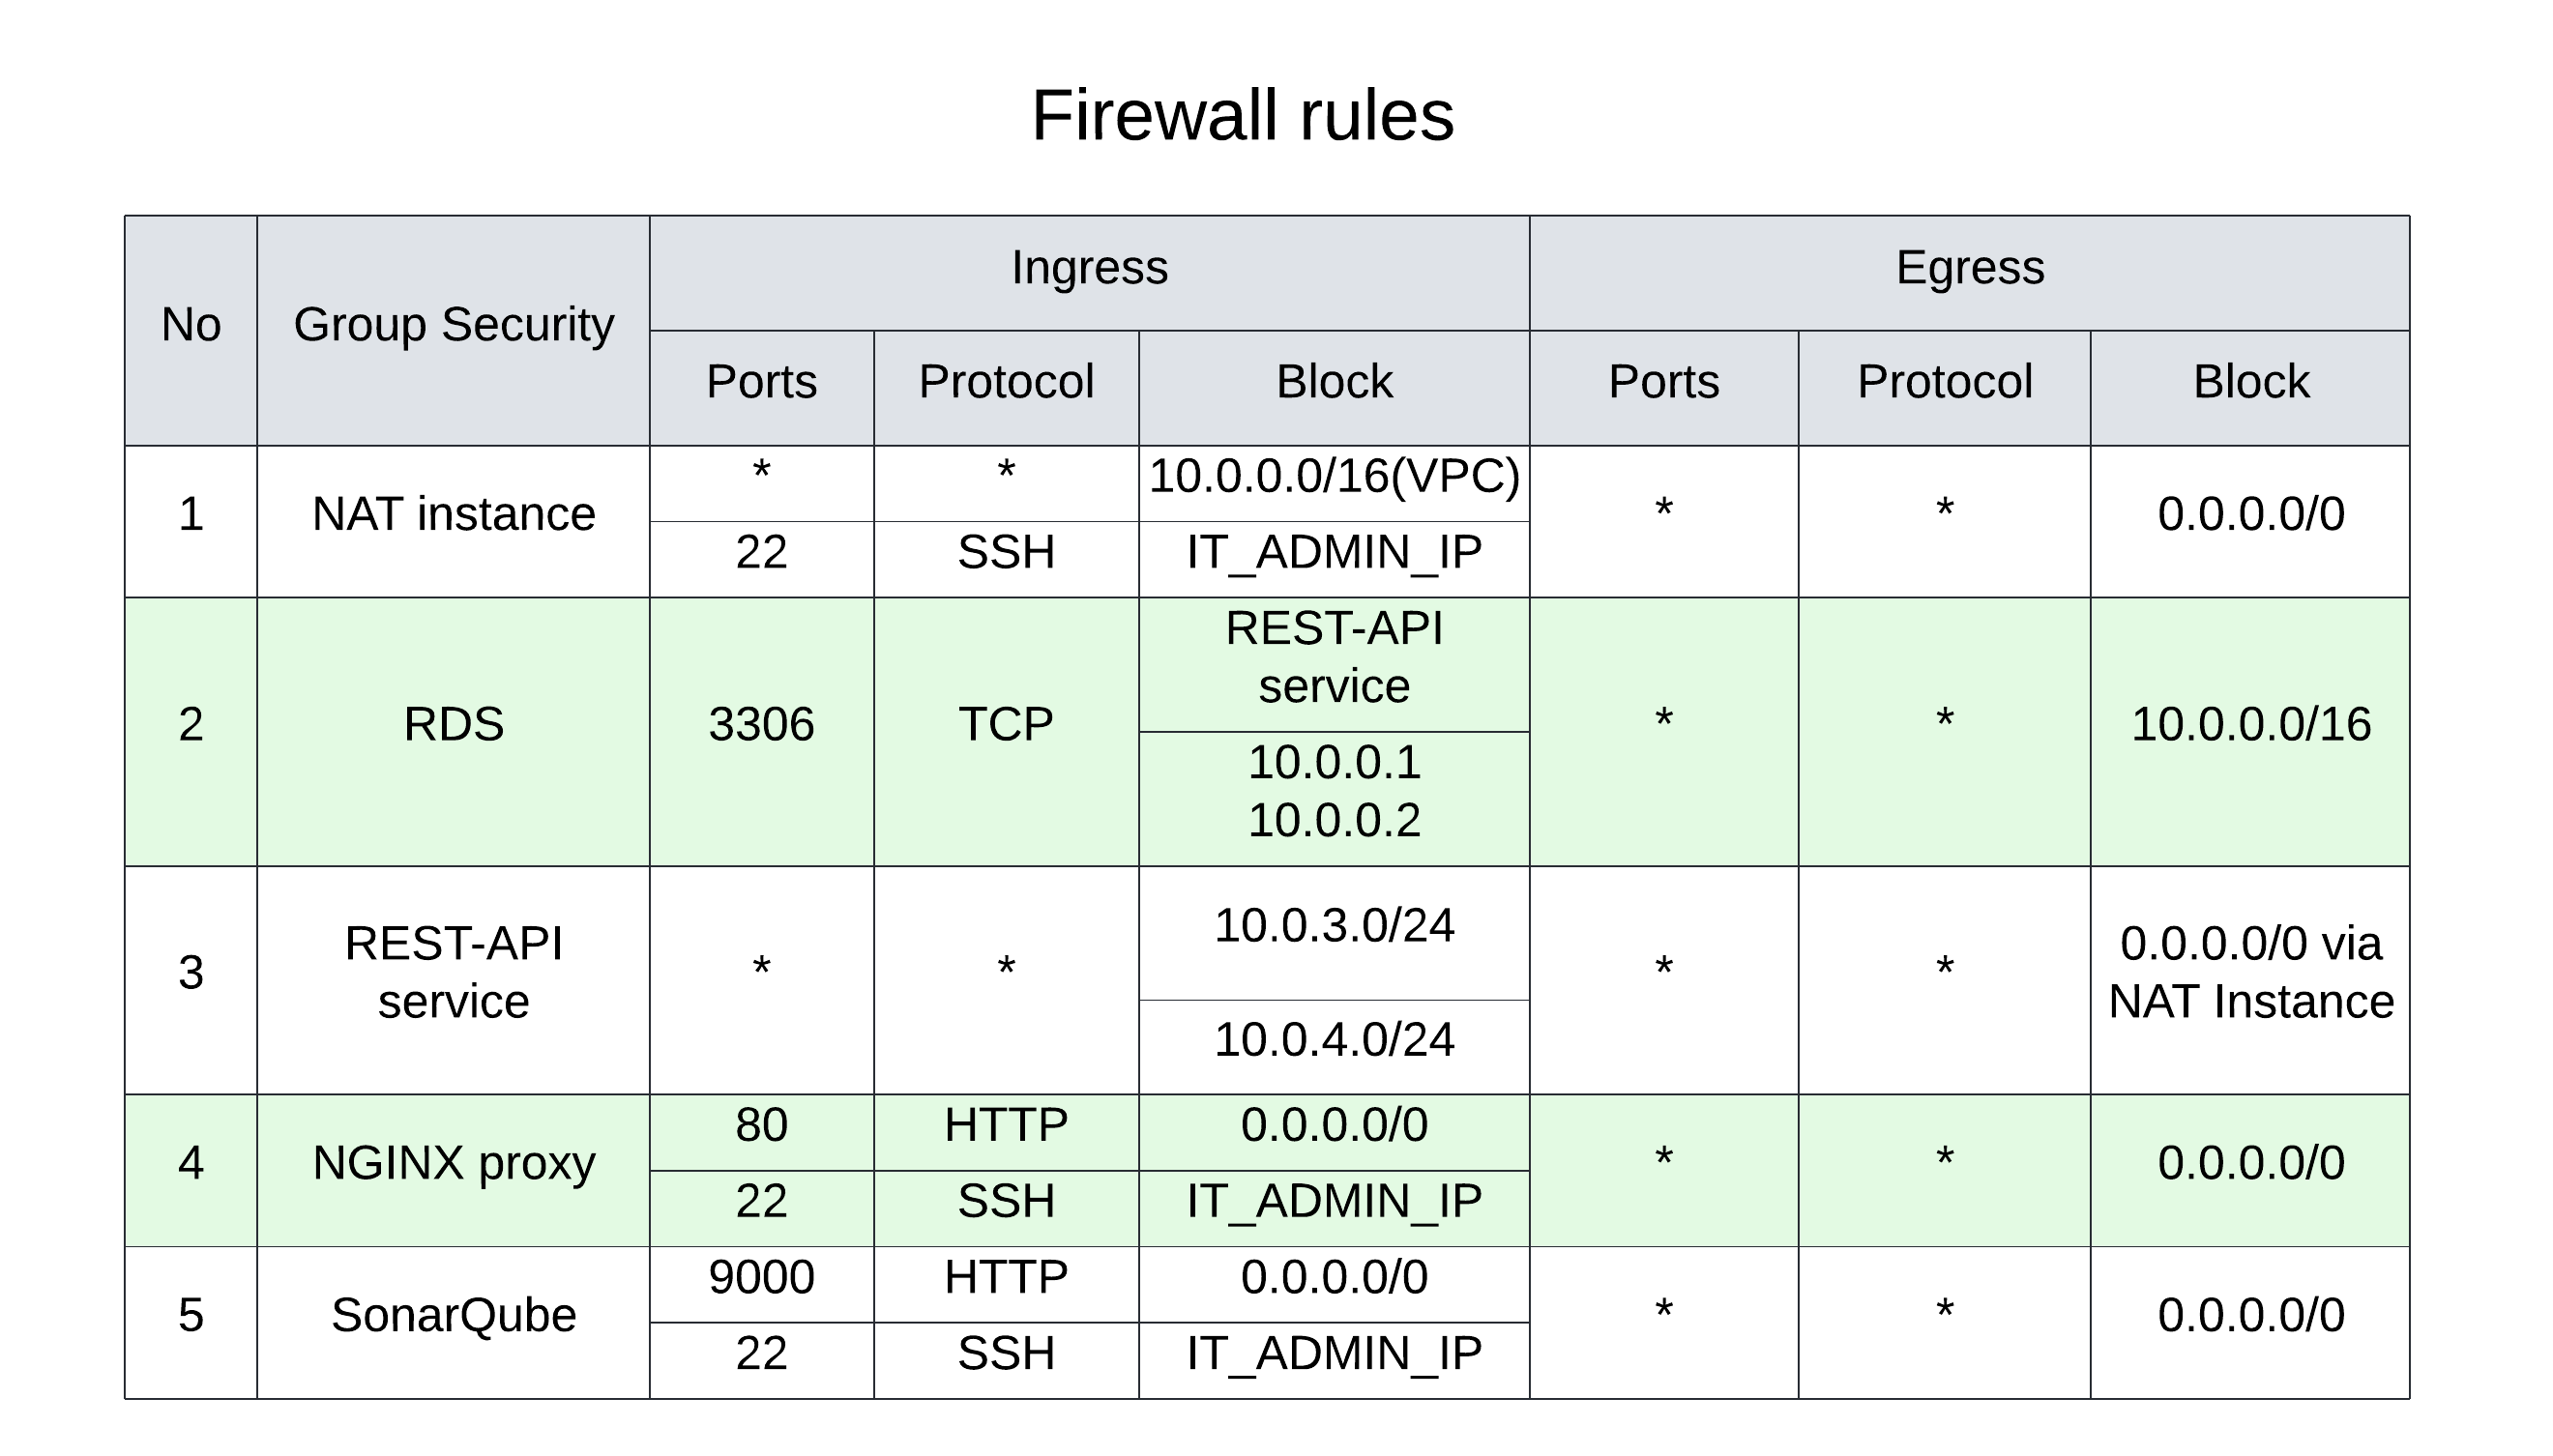 Firewall rules
No
Group Security
Ingress
Egress
Ports
Protocol
Block
Ports
Protocol
Block
1
NAT instance
*
*
10.0.0.0/16(VPC)
22
SSH
IT_ADMIN_IP
*
*
0.0.0.0/0
2
RDS
3306
TCP
REST-API
service
10.0.0.1
10.0.0.2
*
*
10.0.0.0/16
3
REST-API
service
*
*
10.0.3.0/24
10.0.4.0/24
*
*
0.0.0.0/0 via
NAT Instance
4
NGINX proxy
80
HTTP
0.0.0.0/0
22
SSH
IT_ADMIN_IP
*
*
0.0.0.0/0
5
SonarQube
9000
HTTP
0.0.0.0/0
22
SSH
IT_ADMIN_IP
*
*
0.0.0.0/0